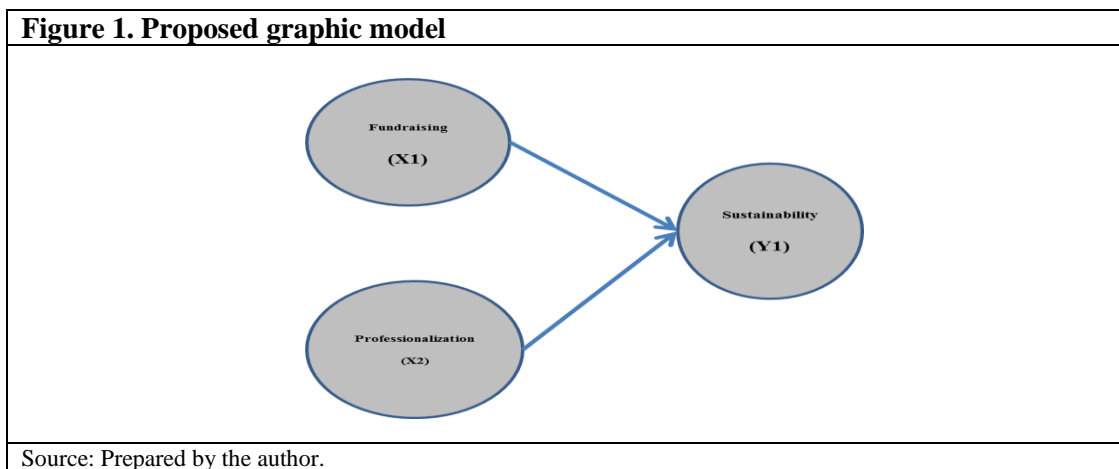 Figure 1. Proposed graphic model
Fundraising
(X1)
Sustainability
(Y1)
Professionalization
(X2)
Source: Prepared by the author.